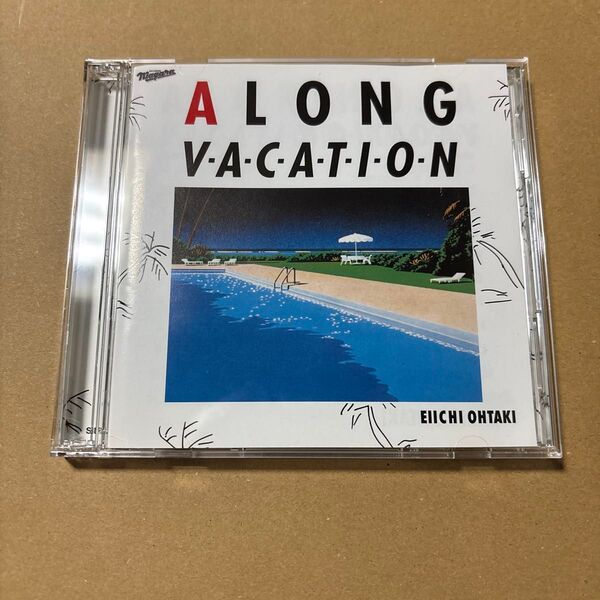 Niagara
A LONG
V·A·C·A·T·I·O·N
EIICHI OHTAKI